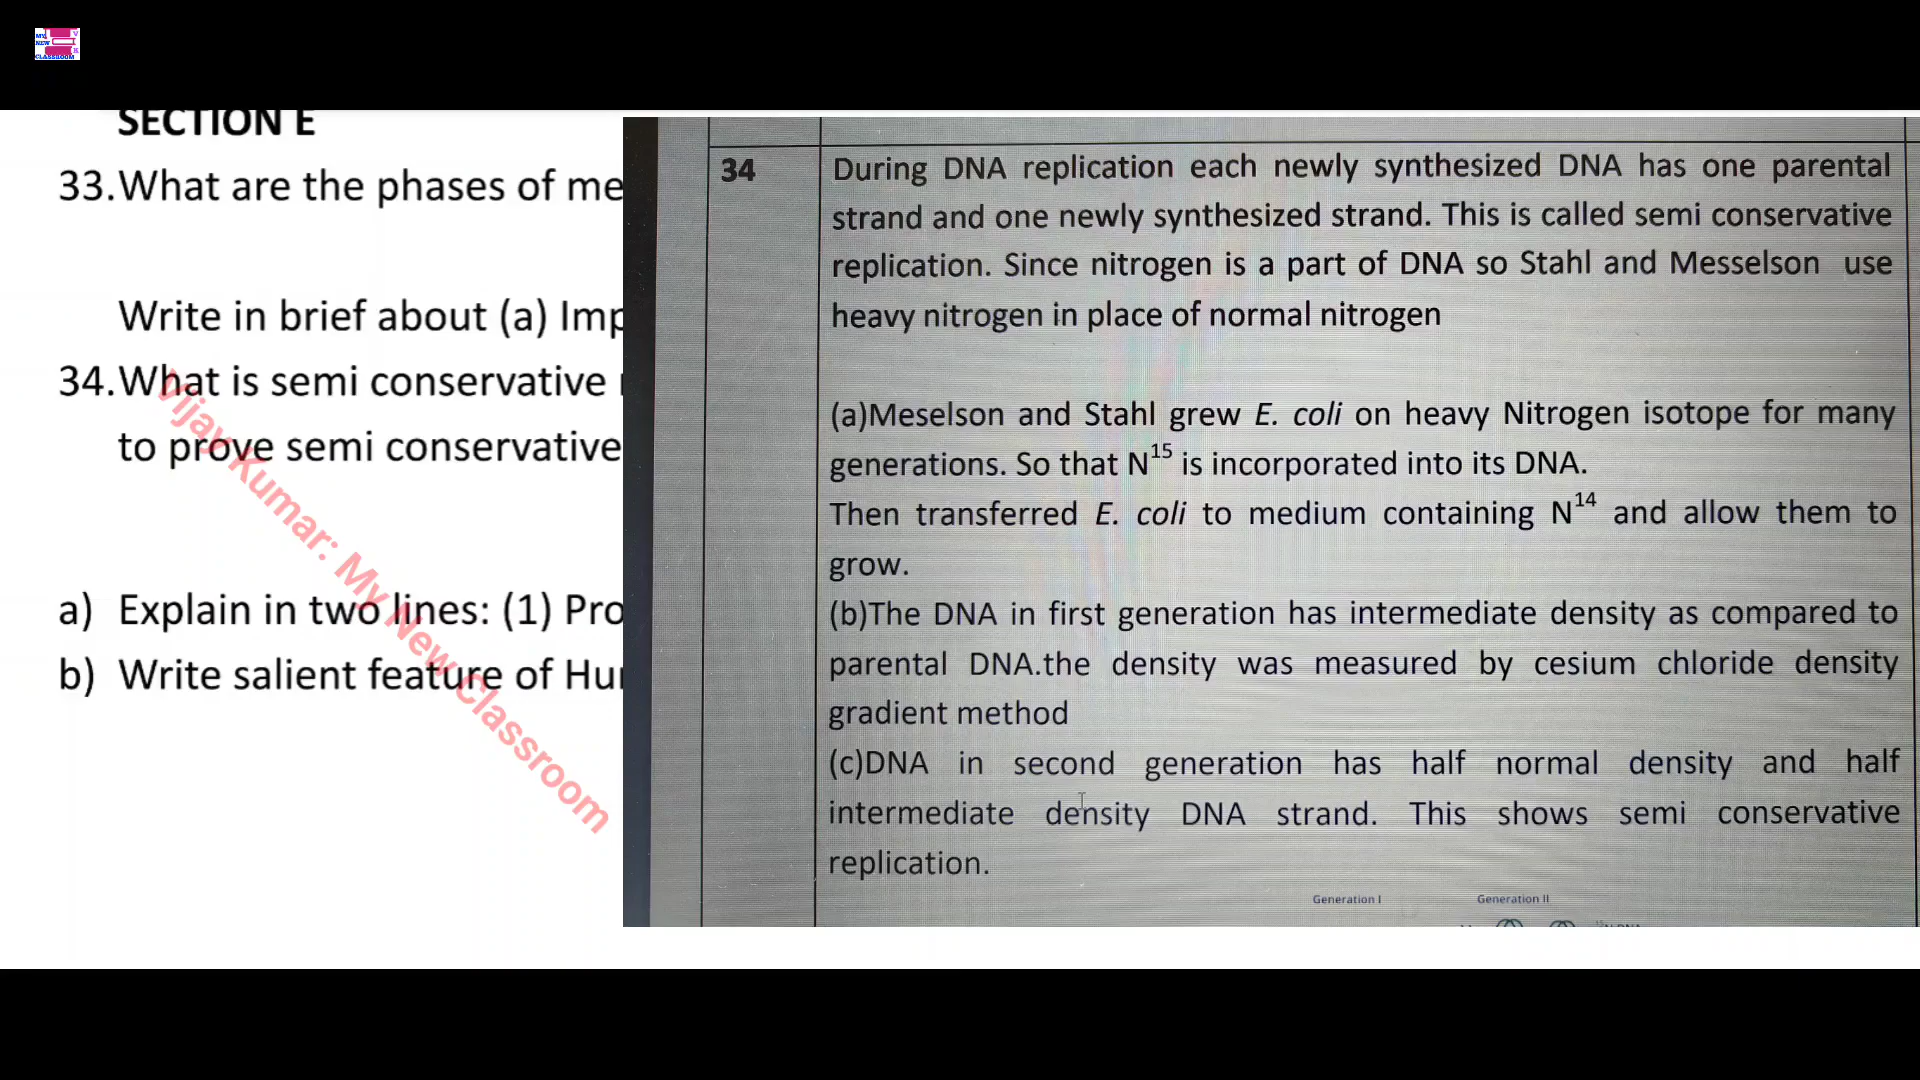 MY
NEW
CLASSROOM
V
K
SECTION E
33.What are the phases of me
Write in brief about (a) Imp
34.What is semi conservative
to prove semi conservative
a) Explain in two lines: (1) Pro
b) Write salient feature of Hu
Vijay Kumar: My New Classroom
34
During DNA replication each newly synthesized DNA has one parental
strand and one newly synthesized strand. This is called semi conservative
replication. Since nitrogen is a part of DNA so Stahl and Messelson use
heavy nitrogen in place of normal nitrogen
(a)Meselson and Stahl grew E. coli on heavy Nitrogen isotope for many
generations. So that N15 is incorporated into its DNA.
Then transferred E. coli to medium containing N14 and allow them to
grow.
(b)The DNA in first generation has intermediate density as compared to
parental DNA.the density was measured by cesium chloride density
gradient method
(c)DNA in second generation has half normal density and half
intermediate density DNA strand. This shows semi conservative
replication.
Generation I Generation II